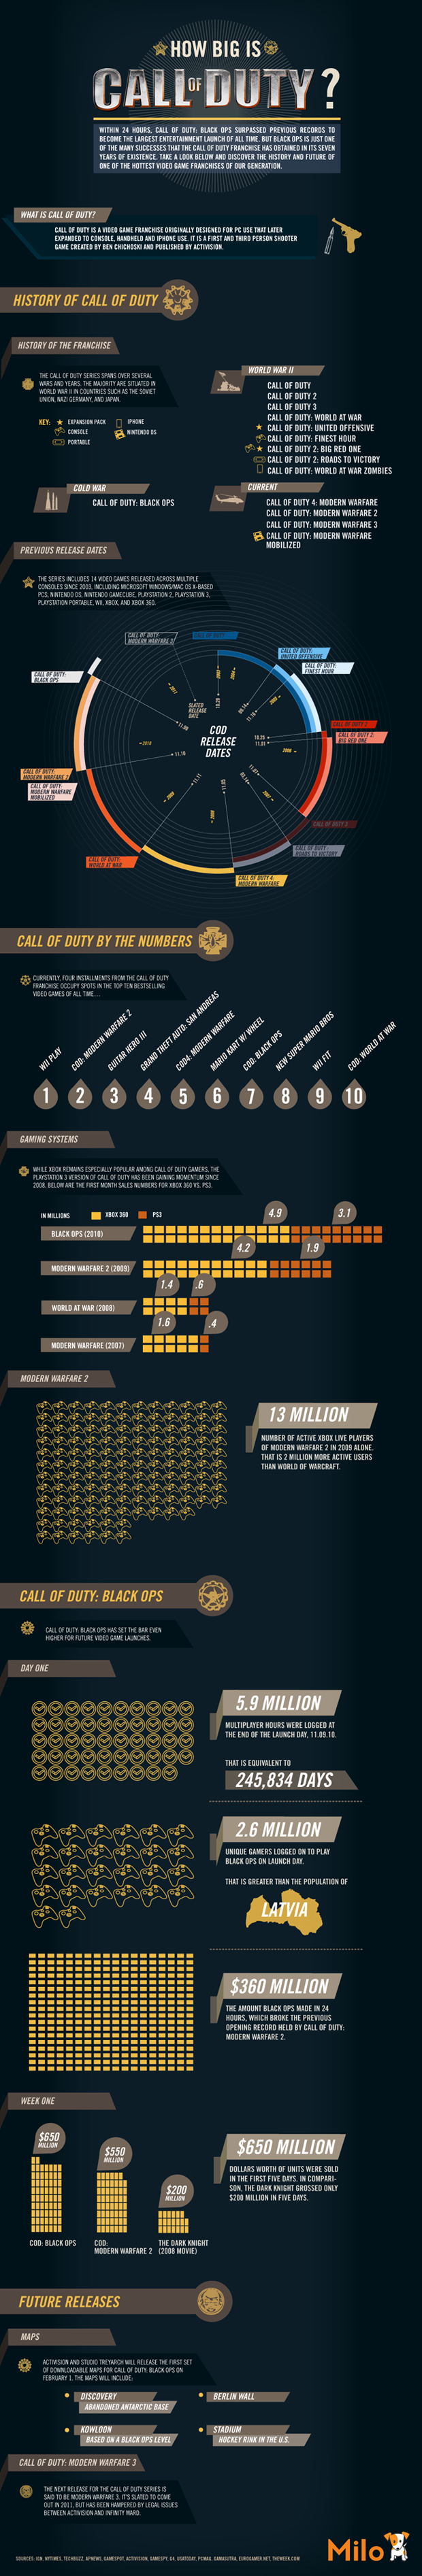 HOW BIG IS
CALL OF DUTY?
WITHIN 24 HOURS, CALL OF DUTY: BLACK OPS SURPASSED PREVIOUS RECORDS TO
BECOME THE LARGEST ENTERTAINMENT LAUNCH OF ALL TIME. BUT BLACK OPS IS JUST ONE
OF THE MANY SUCCESSES THAT THE CALL OF DUTY FRANCHISE HAS OBTAINED IN ITS SEVEN
YEARS OF EXISTENCE. TAKE A LOOK BELOW AND DISCOVER THE HISTORY AND FUTURE OF
ONE OF THE HOTTEST VIDEO GAME FRANCHISES OF OUR GENERATION.
WHAT IS CALL OF DUTY?
CALL OF DUTY IS A VIDEO GAME FRANCHISE ORIGINALLY DESIGNED FOR PC USE THAT LATER
EXPANDED TO CONSOLE, HANDHELD AND IPHONE USE. IT IS A FIRST AND THIRD PERSON SHOOTER
GAME CREATED BY BEN CHICHOSKI AND PUBLISHED BY ACTIVISION.
HISTORY OF CALL OF DUTY
HISTORY OF THE FRANCHISE
THE CALL OF DUTY SERIES SPANS OVER SEVERAL
WARS AND YEARS. THE MAJORITY ARE SITUATED IN
WORLD WAR II IN COUNTRIES SUCH AS THE SOVIET
UNION, NAZI GERMANY, AND JAPAN.
KEY:
EXPANSION PACK
IPHONE
CONSOLE
NINTENDO DS
PORTABLE
WORLD WAR II
CALL OF DUTY
CALL OF DUTY 2
CALL OF DUTY 3
CALL OF DUTY: WORLD AT WAR
CALL OF DUTY: UNITED OFFENSIVE
CALL OF DUTY: FINEST HOUR
CALL OF DUTY 2: BIG RED ONE
CALL OF DUTY 2: ROADS TO VICTORY
CALL OF DUTY: WORLD AT WAR ZOMBIES
COLD WAR
CALL OF DUTY: BLACK OPS
CURRENT
CALL OF DUTY 4: MODERN WARFARE
CALL OF DUTY: MODERN WARFARE 2
CALL OF DUTY: MODERN WARFARE 3
CALL OF DUTY: MODERN WARFARE
MOBILIZED
PREVIOUS RELEASE DATES
THE SERIES INCLUDES 14 VIDEO GAMES RELEASED ACROSS MULTIPLE
CONSOLES SINCE 2003, INCLUDING MICROSOFT WINDOWS/MAC OS X-BASED
PCS, NINTENDO DS, NINTENDO GAMECUBE, PLAYSTATION 2, PLAYSTATION 3,
PLAYSTATION PORTABLE, WII, XBOX, AND XBOX 360.
CALL OF DUTY:
MODERN WARFARE 3
CALL OF DUTY
CALL OF DUTY:
UNITED OFFENSIVE
CALL OF DUTY:
FINEST HOUR
CALL OF DUTY:
BLACK OPS
CALL OF DUTY 2
CALL OF DUTY 2:
BIG RED ONE
SLATED
RELEASE
DATE
COD
RELEASE
DATES
10.25
11.01
2006
2010
11.10
CALL OF DUTY:
MODERN WARFARE 2
CALL OF DUTY:
MODERN WARFARE
MOBILIZED
CALL OF DUTY 3
CALL OF DUTY:
ROAD TO VICTORY
CALL OF DUTY:
WORLD AT WAR
CALL OF DUTY 4:
MODERN WARFARE
CALL OF DUTY BY THE NUMBERS
CURRENTLY, FOUR INSTALLMENTS FROM THE CALL OF DUTY
FRANCHISE OCCUPY SPOTS IN THE TOP TEN BESTSELLING
VIDEO GAMES OF ALL TIME....
WII PLAY
COD: MODERN WARFARE 2
GUITAR HERO III
GRAND THEFT AUTO: SAN ANDREAS
COD4: MODERN WARFARE
MARIO KART W/ WHEEL
COD: BLACK OPS
NEW SUPER MARIO BROS
WII FIT
COD: WORLD AT WAR
1 2 3 4 5 6 7 8 9 10
GAMING SYSTEMS
WHILE XBOX REMAINS ESPECIALLY POPULAR AMONG CALL OF DUTY GAMERS, THE
PLAYSTATION 3 VERSION OF CALL OF DUTY HAS BEEN GAINING MOMENTUM SINCE
2008. BELOW ARE THE FIRST MONTH SALES NUMBERS FOR XBOX 360 VS. PS3.
IN MILLIONS
XBOX 360
PS3
4.9
3.1
BLACK OPS (2010)
4.2
1.9
MODERN WARFARE 2 (2009)
1.4
.6
WORLD AT WAR (2008)
1.6
.4
MODERN WARFARE (2007)
MODERN WARFARE 2
13 MILLION
NUMBER OF ACTIVE XBOX LIVE PLAYERS
OF MODERN WARFARE 2 IN 2009 ALONE.
THAT IS 2 MILLION MORE ACTIVE USERS
THAN WORLD OF WARCRAFT.
CALL OF DUTY: BLACK OPS
CALL OF DUTY: BLACK OPS HAS SET THE BAR EVEN
HIGHER FOR FUTURE VIDEO GAME LAUNCHES.
DAY ONE
5.9 MILLION
MULTIPLAYER HOURS WERE LOGGED AT
THE END OF THE LAUNCH DAY, 11.09.10.
THAT IS EQUIVALENT TO
245,834 DAYS
2.6 MILLION
UNIQUE GAMERS LOGGED ON TO PLAY
BLACK OPS ON LAUNCH DAY.
THAT IS GREATER THAN THE POPULATION OF
LATVIA
$360 MILLION
THE AMOUNT BLACK OPS MADE IN 24
HOURS, WHICH BROKE THE PREVIOUS
OPENING RECORD HELD BY CALL OF DUTY:
MODERN WARFARE 2.
WEEK ONE
$650
MILLION
$550
MILLION
$200
MILLION
COD: BLACK OPS
COD:
MODERN WARFARE 2
THE DARK KNIGHT
(2008 MOVIE)
$650 MILLION
DOLLARS WORTH OF UNITS WERE SOLD
IN THE FIRST FIVE DAYS. IN COMPARI-
SON, THE DARK KNIGHT GROSSED ONLY
$200 MILLION IN FIVE DAYS.
FUTURE RELEASES
MAPS
ACTIVISION AND STUDIO TREYARCH WILL RELEASE THE FIRST SET
OF DOWNLOADABLE MAPS FOR CALL OF DUTY: BLACK OPS ON
FEBRUARY 1. THE MAPS WILL INCLUDE:
DISCOVERY
ABANDONED ANTARCTIC BASE
BERLIN WALL
KOWLOON
BASED ON A BLACK OPS LEVEL
STADIUM
HOCKEY RINK IN THE U.S.
CALL OF DUTY: MODERN WARFARE 3
THE NEXT RELEASE FOR THE CALL OF DUTY SERIES IS
SAID TO BE MODERN WARFARE 3. IT'S SLATED TO COME
OUT IN 2011, BUT HAS BEEN HAMPERED BY LEGAL ISSUES
BETWEEN ACTIVISION AND INFINITY WARD.
SOURCES: IGN, NYTIMES, TECHBUZZ, APNEWS, GAMESPOT, ACTIVISION, GAMESPY, G4, USATODAY, PCMAG, GAMASUTRA, EUROGAMER.NET, THEWEEK.COM
Milo